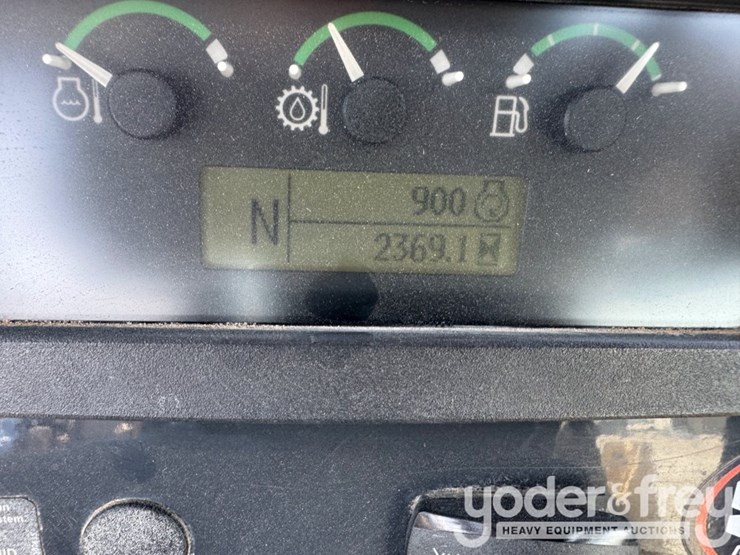 N
900
2369.1
yoder&frey
HEAVY EQUIPMENT AUCTIONS